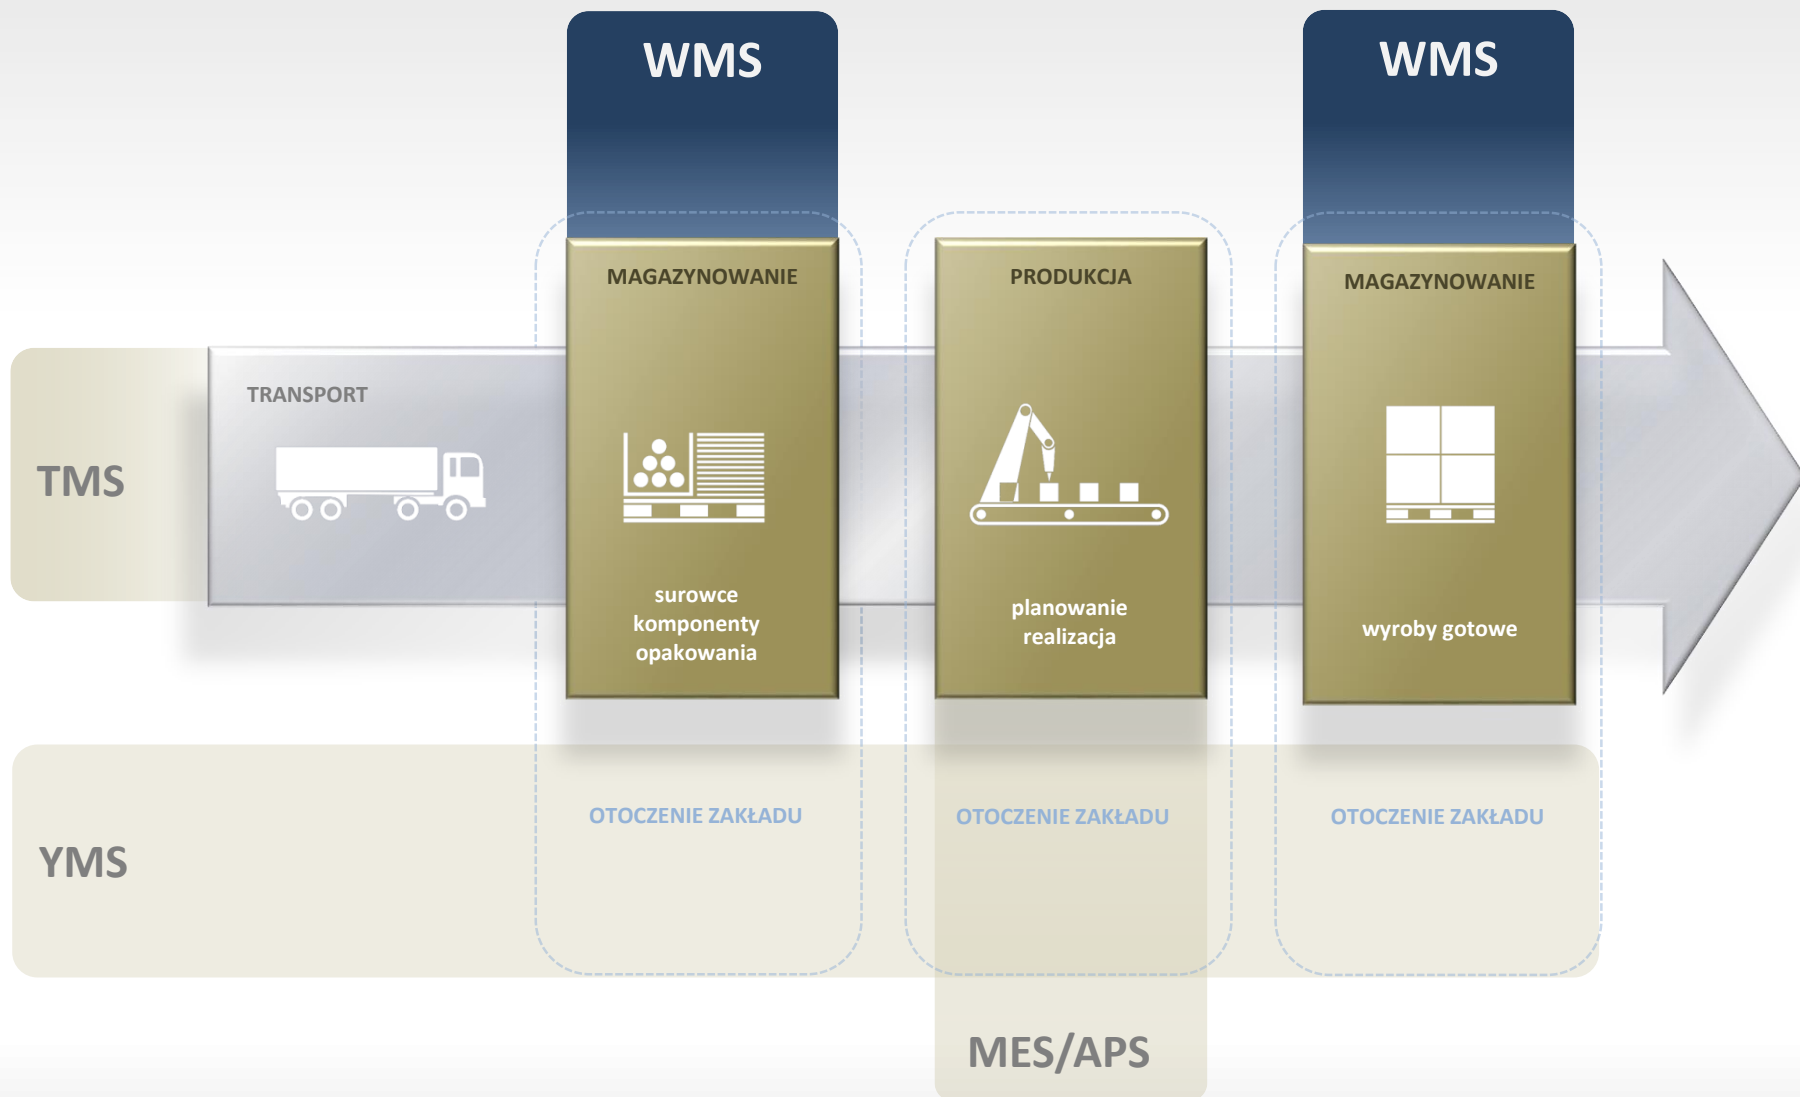 WMS
WMS
MAGAZYNOWANIE
PRODUKCJA
MAGAZYNOWANIE
TRANSPORT
TMS
surowce
komponenty
opakowania
planowanie
realizacja
wyroby gotowe
OTOCZENIE ZAKŁADU
OTOCZENIE ZAKŁADU
OTOCZENIE ZAKŁADU
YMS
MES/APS